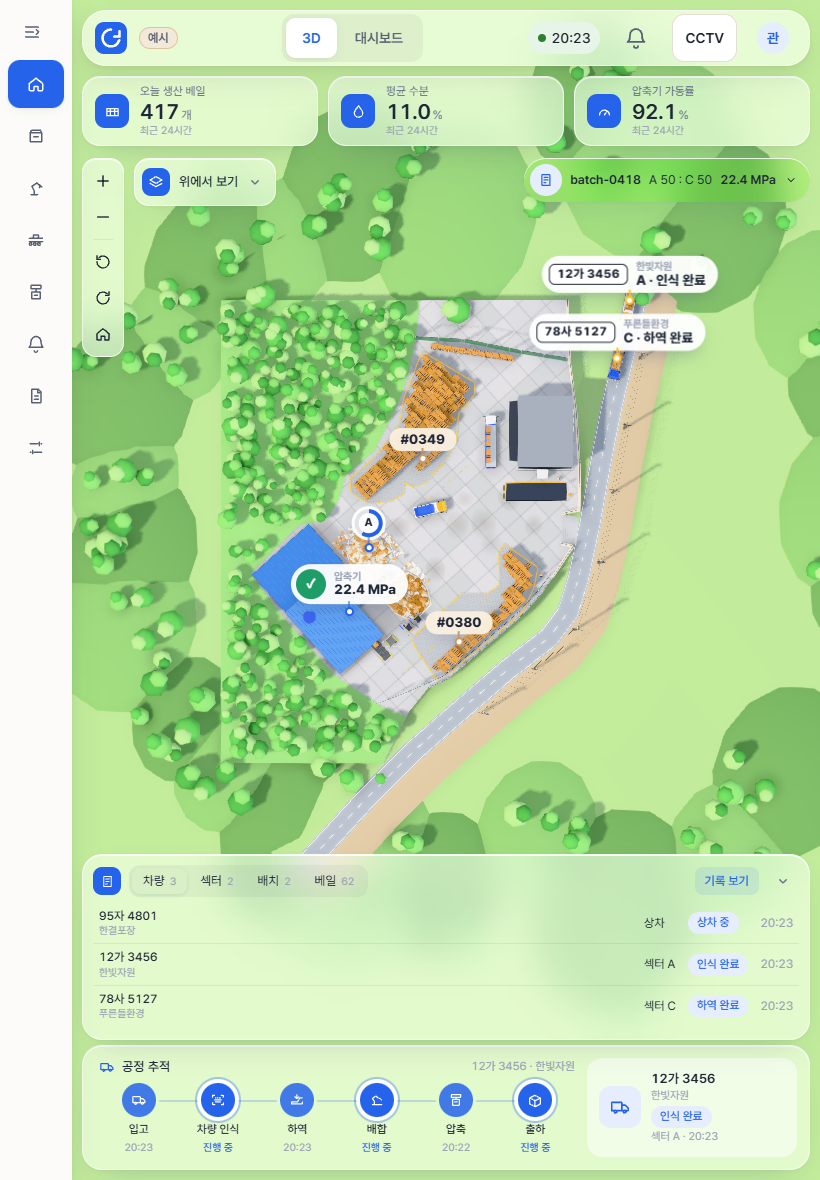 예시
3D
대시보드
20:23
CCTV
관
오늘 생산 베일
417개
최근 24시간
평균 수분
11.0%
최근 24시간
압축기 가동률
92.1%
최근 24시간
위에서 보기
batch-0418 A 50 : C 50 22.4 MPa
12가 3456
한빛자원
A · 인식 완료
78사 5127
푸른들환경
C · 하역 완료
#0349
A
압축기
22.4 MPa
#0380
차량 3
섹터 2
배치 2
베일 62
기록 보기
95자 4801
한결포장
상차
상차 중
20:23
12가 3456
한빛자원
섹터 A
인식 완료
20:23
78사 5127
푸른들환경
섹터 C
하역 완료
20:23
공정 추적
12가 3456 · 한빛자원
입고
20:23
차량 인식
진행 중
하역
20:23
배합
진행 중
압축
20:22
출하
진행 중
12가 3456
한빛자원
인식 완료
섹터 A · 20:23